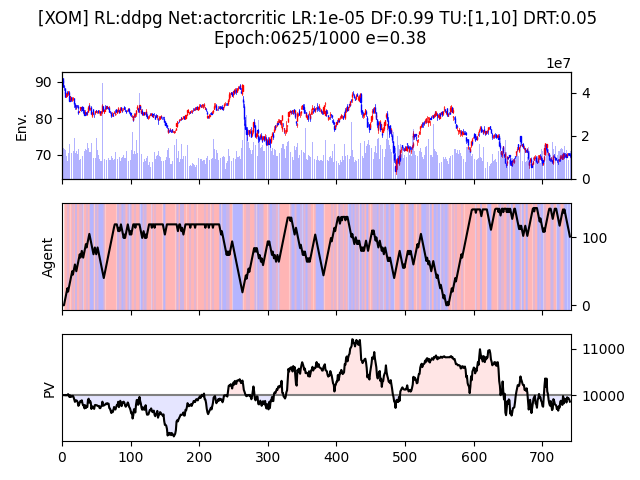 [XOM] RL:ddpg Net:actorcritic LR:1e-05 DF:0.99 TU:[1,10] DRT:0.05
Epoch:0625/1000 e=0.38
1e7
Env.
90
80
70
4
2
0
Agent
100
0
PV
11000
10000
0 100 200 300 400 500 600 700